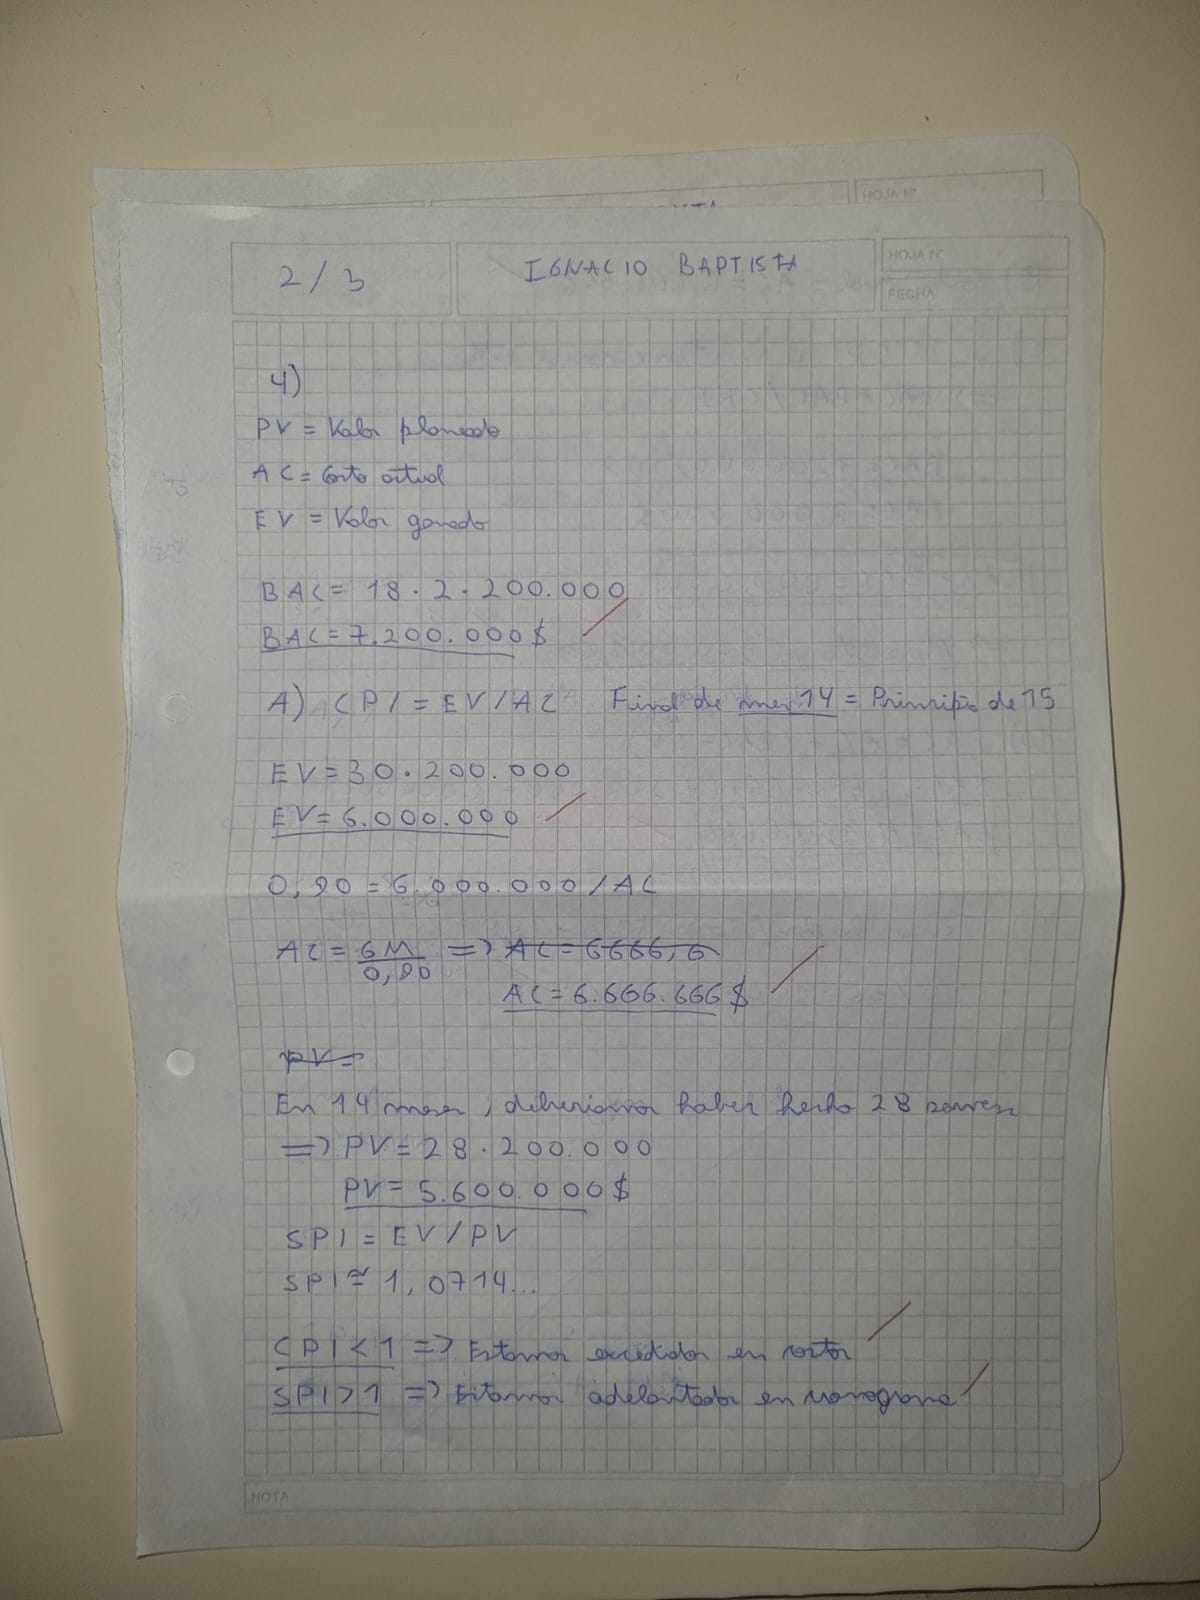 HOJA N°
2/3
IGNACIO BAPTISTA
HOJA N°
FECHA
4)
PV = Valor planeado
AC = Costo actual
EV = Valor ganado
BAC = 18 . 2 . 200.000
BAC = 7.200.000$
A) CPI = EV/AC Final de mes 14 = Principio de 15
EV = 30 . 200.000
EV = 6.000.000
0,90 = 6.000.000/AC
AC = 6M / 0,90 => AC = 6666,6
AC = 6.666.666$
PV =
En 14 meses, deberiamos haber hecho 28
=> PV = 28 . 200.000
PV = 5.600.000$
SPI = EV/PV
SPI ≅ 1,0714...
CPI < 1 => Estamos excedidos en costos
SPI > 1 => Estamos adelantados en cronograma
NOTA